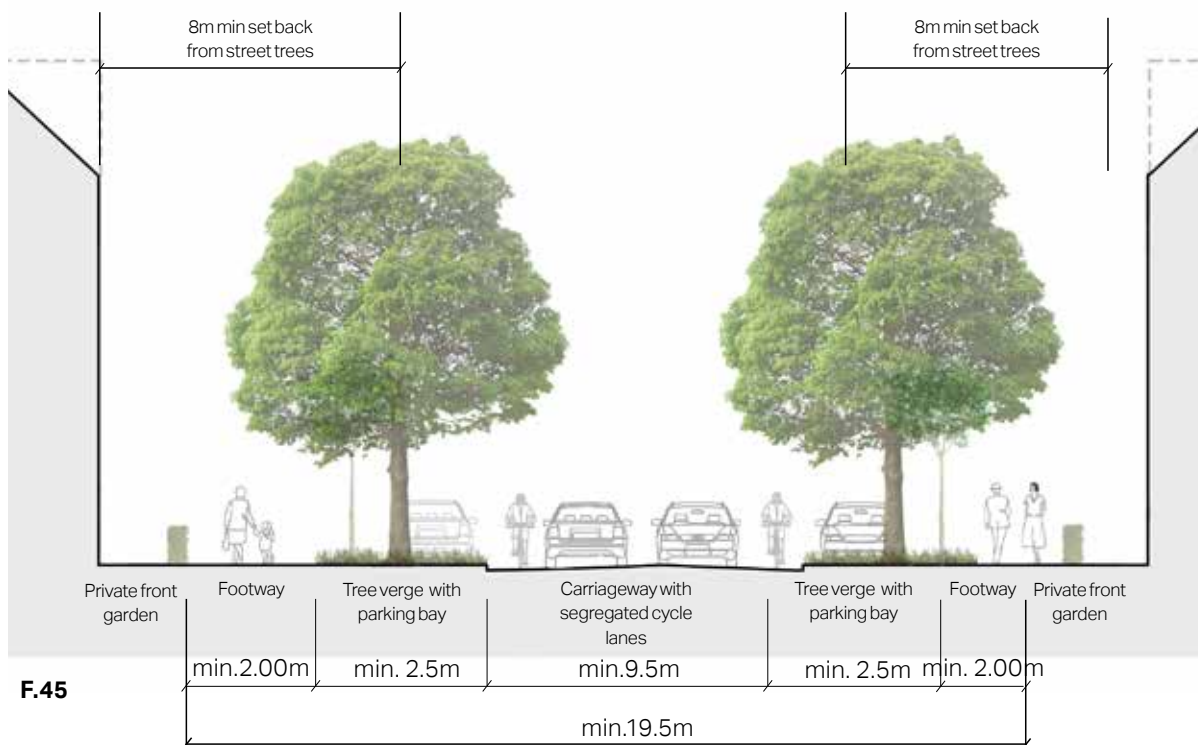 8m min set back
from street trees
8m min set back
from street trees
Private front
garden
Footway
Tree verge with
parking bay
Carriageway with
segregated cycle
lanes
Tree verge with
parking bay
Footway
Private front
garden
min.2.00m
min. 2.5m
min.9.5m
min. 2.5m
min. 2.00m
F.45
min.19.5m